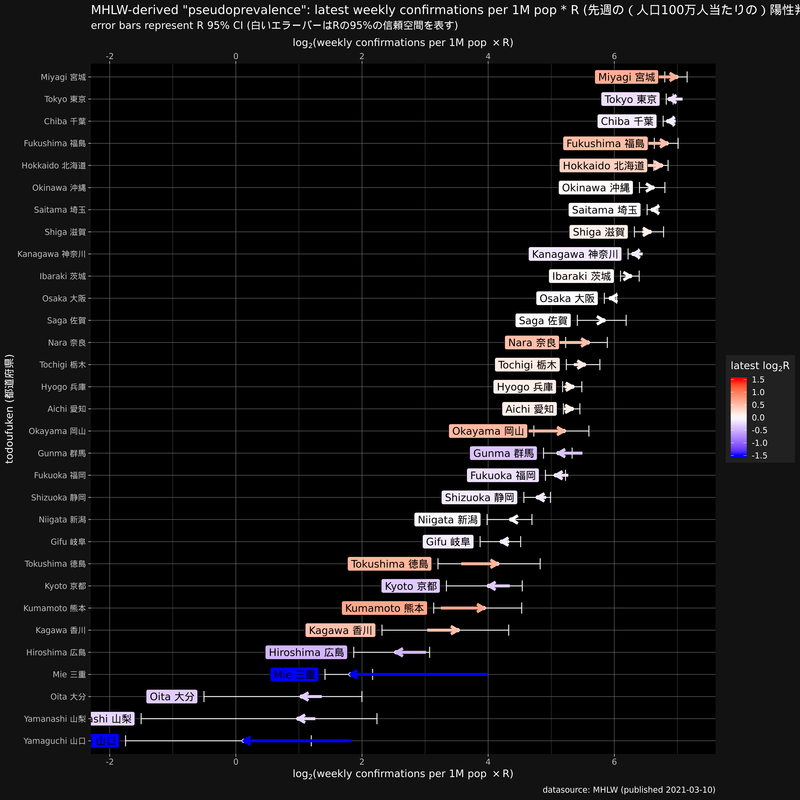 MHLW-derived "pseudoprevalence": latest weekly confirmations per 1M pop * R (先週の ( 人口100万人当たりの ) 陽性
error bars represent R 95% CI (白いエラーバーはRの95%の信頼空間を表す)
log2(weekly confirmations per 1M pop × R)
-2 0 2 4 6
Miyagi 宮城 Miyagi 宮城
Tokyo 東京 Tokyo 東京
Chiba 千葉 Chiba 千葉
Fukushima 福島 Fukushima 福島
Hokkaido 北海道 Hokkaido 北海道
Okinawa 沖縄 Okinawa 沖縄
Saitama 埼玉 Saitama 埼玉
Shiga 滋賀 Shiga 滋賀
Kanagawa 神奈川 Kanagawa 神奈川
Ibaraki 茨城 Ibaraki 茨城
Osaka 大阪 Osaka 大阪
Saga 佐賀 Saga 佐賀
Nara 奈良 Nara 奈良
Tochigi 栃木 Tochigi 栃木
Hyogo 兵庫 Hyogo 兵庫
Aichi 愛知 Aichi 愛知
Okayama 岡山 Okayama 岡山
Gunma 群馬 Gunma 群馬
Fukuoka 福岡 Fukuoka 福岡
Shizuoka 静岡 Shizuoka 静岡
Niigata 新潟 Niigata 新潟
Gifu 岐阜 Gifu 岐阜
Tokushima 徳島 Tokushima 徳島
Kyoto 京都 Kyoto 京都
Kumamoto 熊本 Kumamoto 熊本
Kagawa 香川 Kagawa 香川
Hiroshima 広島 Hiroshima 広島
Mie 三重 Mie 三重
Oita 大分 Oita 大分
Yamanashi 山梨 ashi 山梨
Yamaguchi 山口 山口
-2 0 2 4 6
log2(weekly confirmations per 1M pop × R)
todoufuken (都道府県)
latest log2R
1.5
1.0
0.5
0.0
-0.5
-1.0
-1.5
datasource: MHLW (published 2021-03-10)